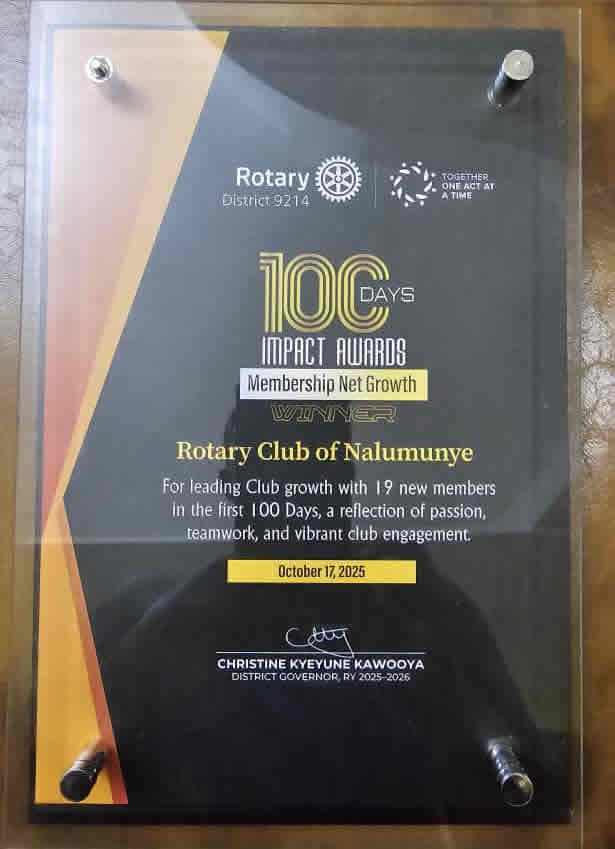 Rotary
District 9214
TOGETHER
ONE ACT AT
A TIME
100
DAYS
IMPACT AWARDS
Membership Net Growth
WINNER
Rotary Club of Nalumunye
For leading Club growth with 19 new members
in the first 100 Days, a reflection of passion,
teamwork, and vibrant club engagement.
October 17, 2025
CHRISTINE KYEYUNE KAWOOYA
DISTRICT GOVERNOR, RY 2025-2026